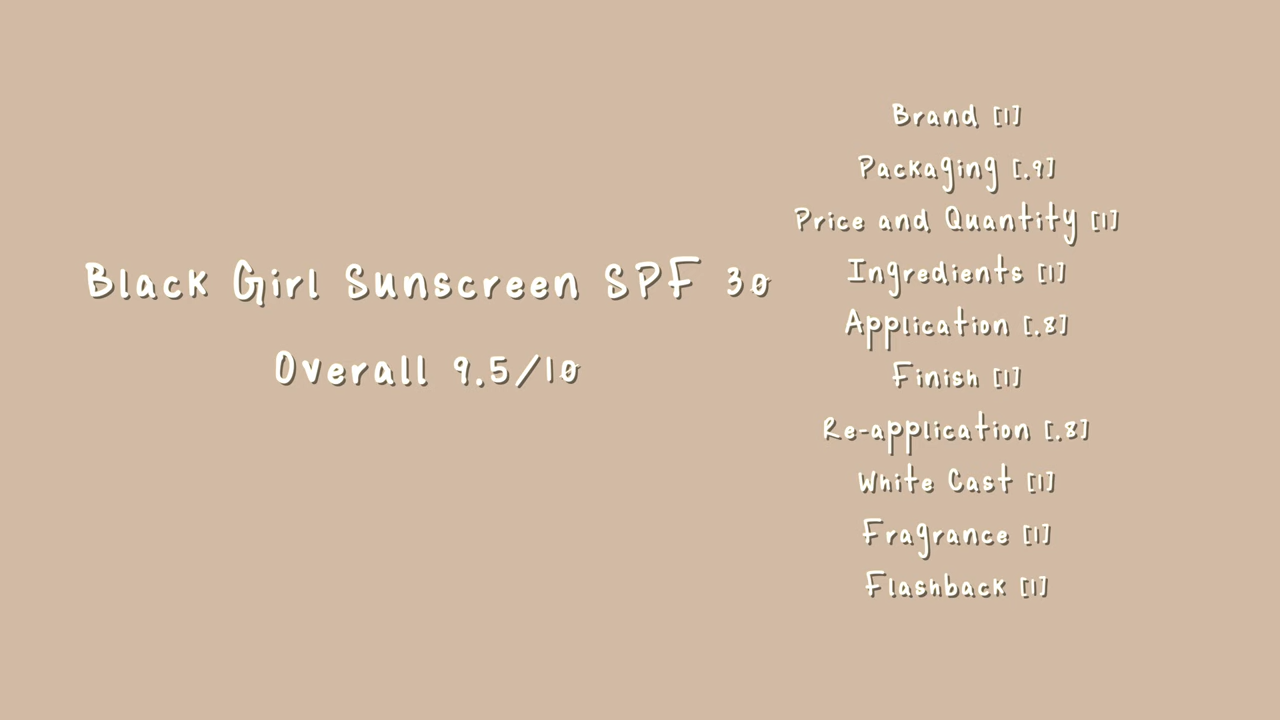 Black Girl Sunscreen SPF 30
Overall 9.5/10
Brand [1]
Packaging [.9]
Price and Quantity [1]
Ingredients [1]
Application [.8]
Finish [1]
Re-application [.8]
White Cast [1]
Fragrance [1]
Flashback [1]